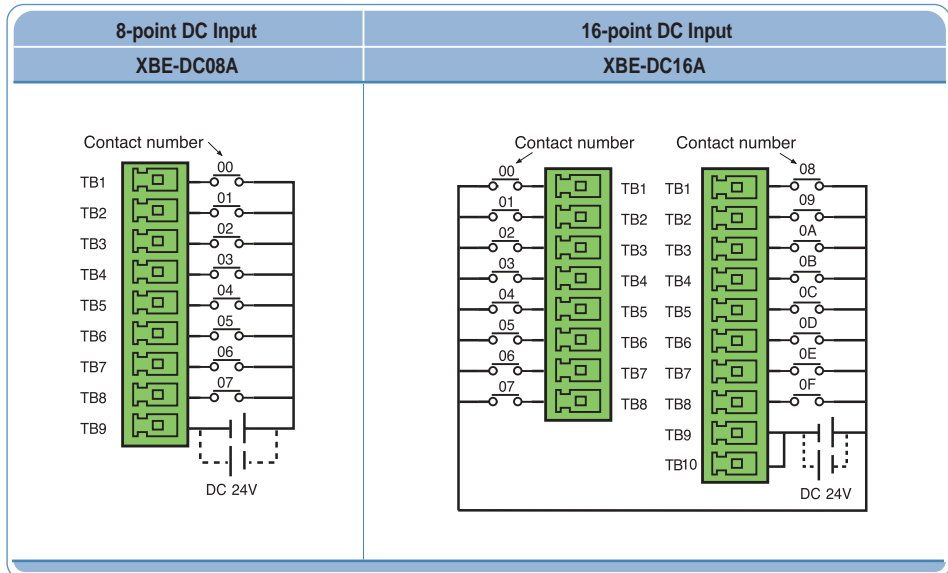 8-point DC Input
16-point DC Input
XBE-DC08A
XBE-DC16A
Contact number
00
TB1
01
TB2
02
TB3
03
TB4
04
TB5
05
TB6
06
TB7
07
TB8
TB9
DC 24V
Contact number
00
TB1
01
TB2
02
TB3
03
TB4
04
TB5
05
TB6
06
TB7
07
TB8
Contact number
08
TB1
09
TB2
0A
TB3
0B
TB4
0C
TB5
0D
TB6
0E
TB7
0F
TB8
TB9
TB10
DC 24V